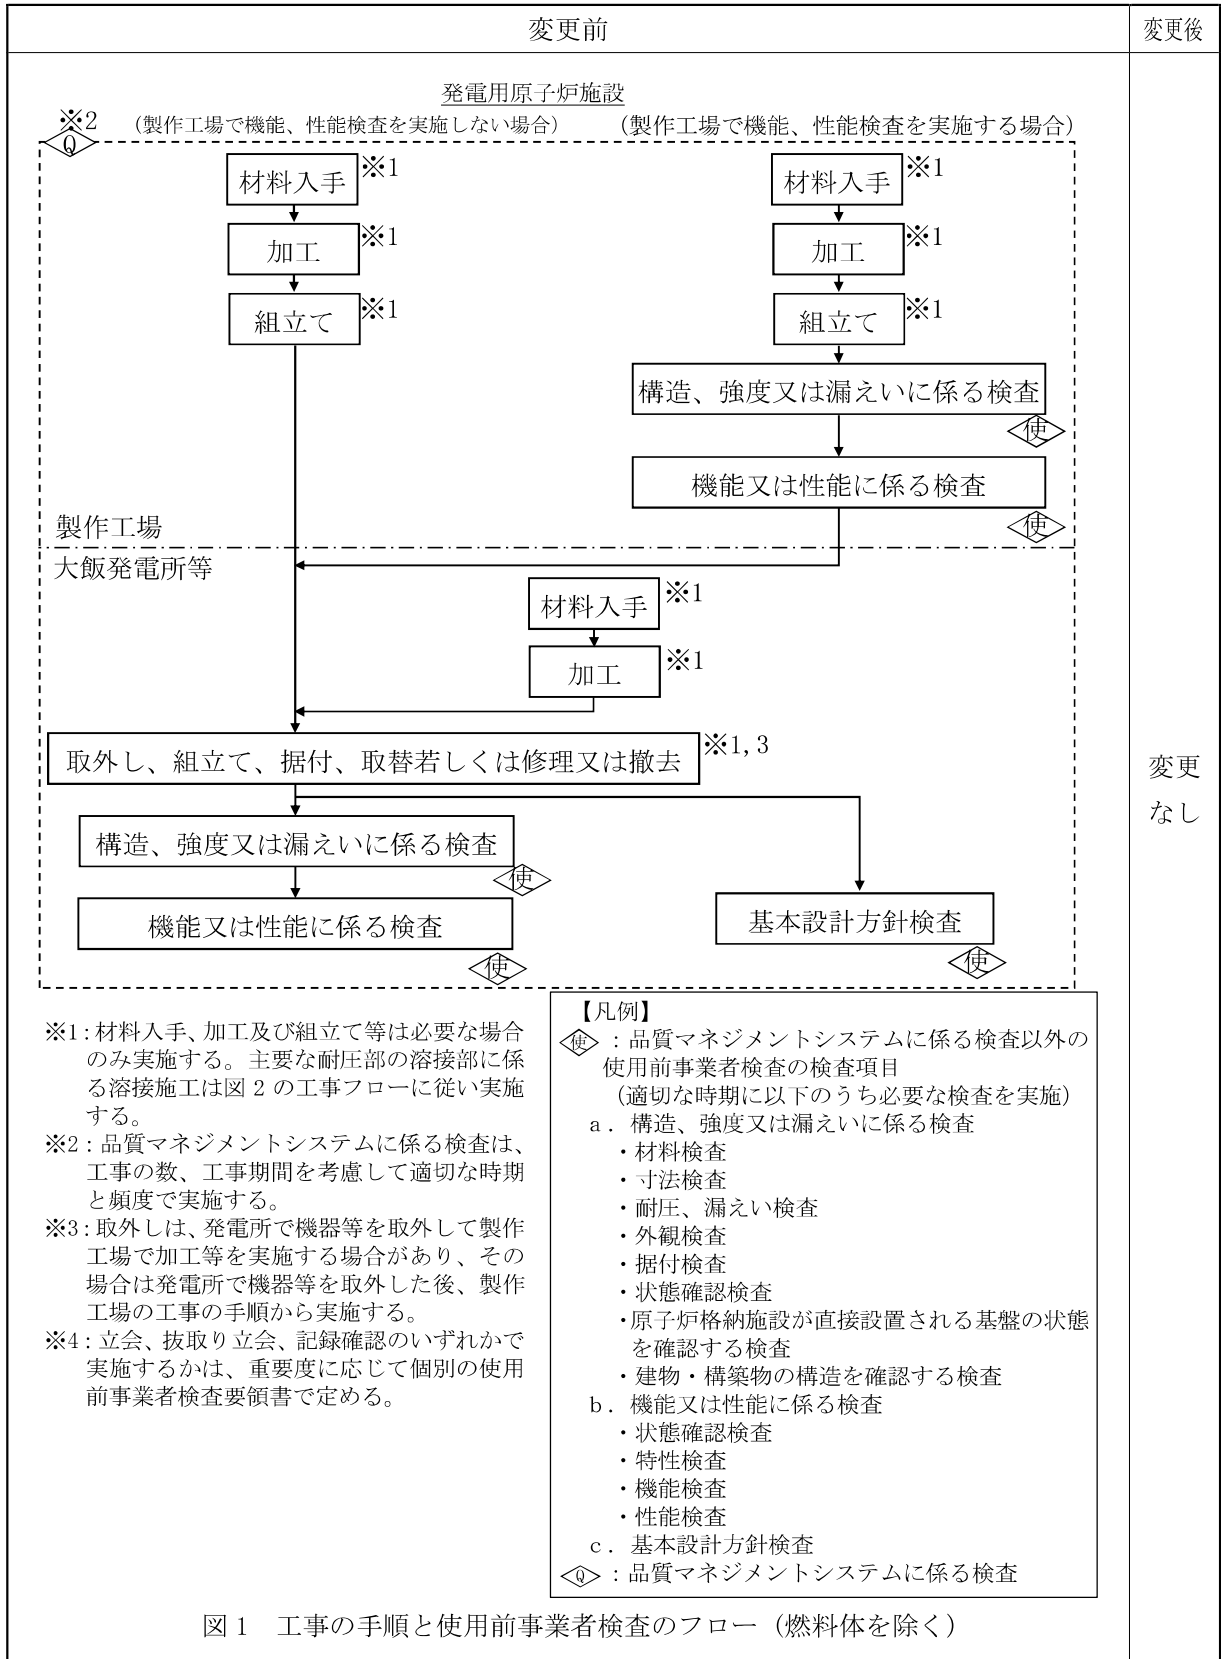 変更前
変更後
発電用原子炉施設
※2
(製作工場で機能、性能検査を実施しない場合)
(製作工場で機能、性能検査を実施する場合)
Q
材料入手
※1
材料入手
※1
加工
※1
加工
※1
組立て
※1
組立て
※1
構造、強度又は漏えいに係る検査
使
機能又は性能に係る検査
使
製作工場
大飯発電所等
材料入手
※1
加工
※1
取外し、組立て、据付、取替若しくは修理又は撤去
※1,3
構造、強度又は漏えいに係る検査
使
機能又は性能に係る検査
使
基本設計方針検査
使
変更
なし
※1:材料入手、加工及び組立て等は必要な場合
のみ実施する。主要な耐圧部の溶接部に係
る溶接施工は図2の工事フローに従い実施
する。
※2:品質マネジメントシステムに係る検査は、
工事の数、工事期間を考慮して適切な時期
と頻度で実施する。
※3:取外しは、発電所で機器等を取外して製作
工場で加工等を実施する場合があり、その
場合は発電所で機器等を取外した後、製作
工場の工事の手順から実施する。
※4:立会、抜取り立会、記録確認のいずれかで
実施するかは、重要度に応じて個別の使用
前事業者検査要領書で定める。
【凡例】
使:品質マネジメントシステムに係る検査以外の
使用前事業者検査の検査項目
(適切な時期に以下のうち必要な検査を実施)
a. 構造、強度又は漏えいに係る検査
・材料検査
・寸法検査
・耐圧、漏えい検査
・外観検査
・据付検査
・状態確認検査
・原子炉格納施設が直接設置される基盤の状態
を確認する検査
・建物・構築物の構造を確認する検査
b. 機能又は性能に係る検査
・状態確認検査
・特性検査
・機能検査
・性能検査
c. 基本設計方針検査
Q:品質マネジメントシステムに係る検査
図1 工事の手順と使用前事業者検査のフロー(燃料体を除く)